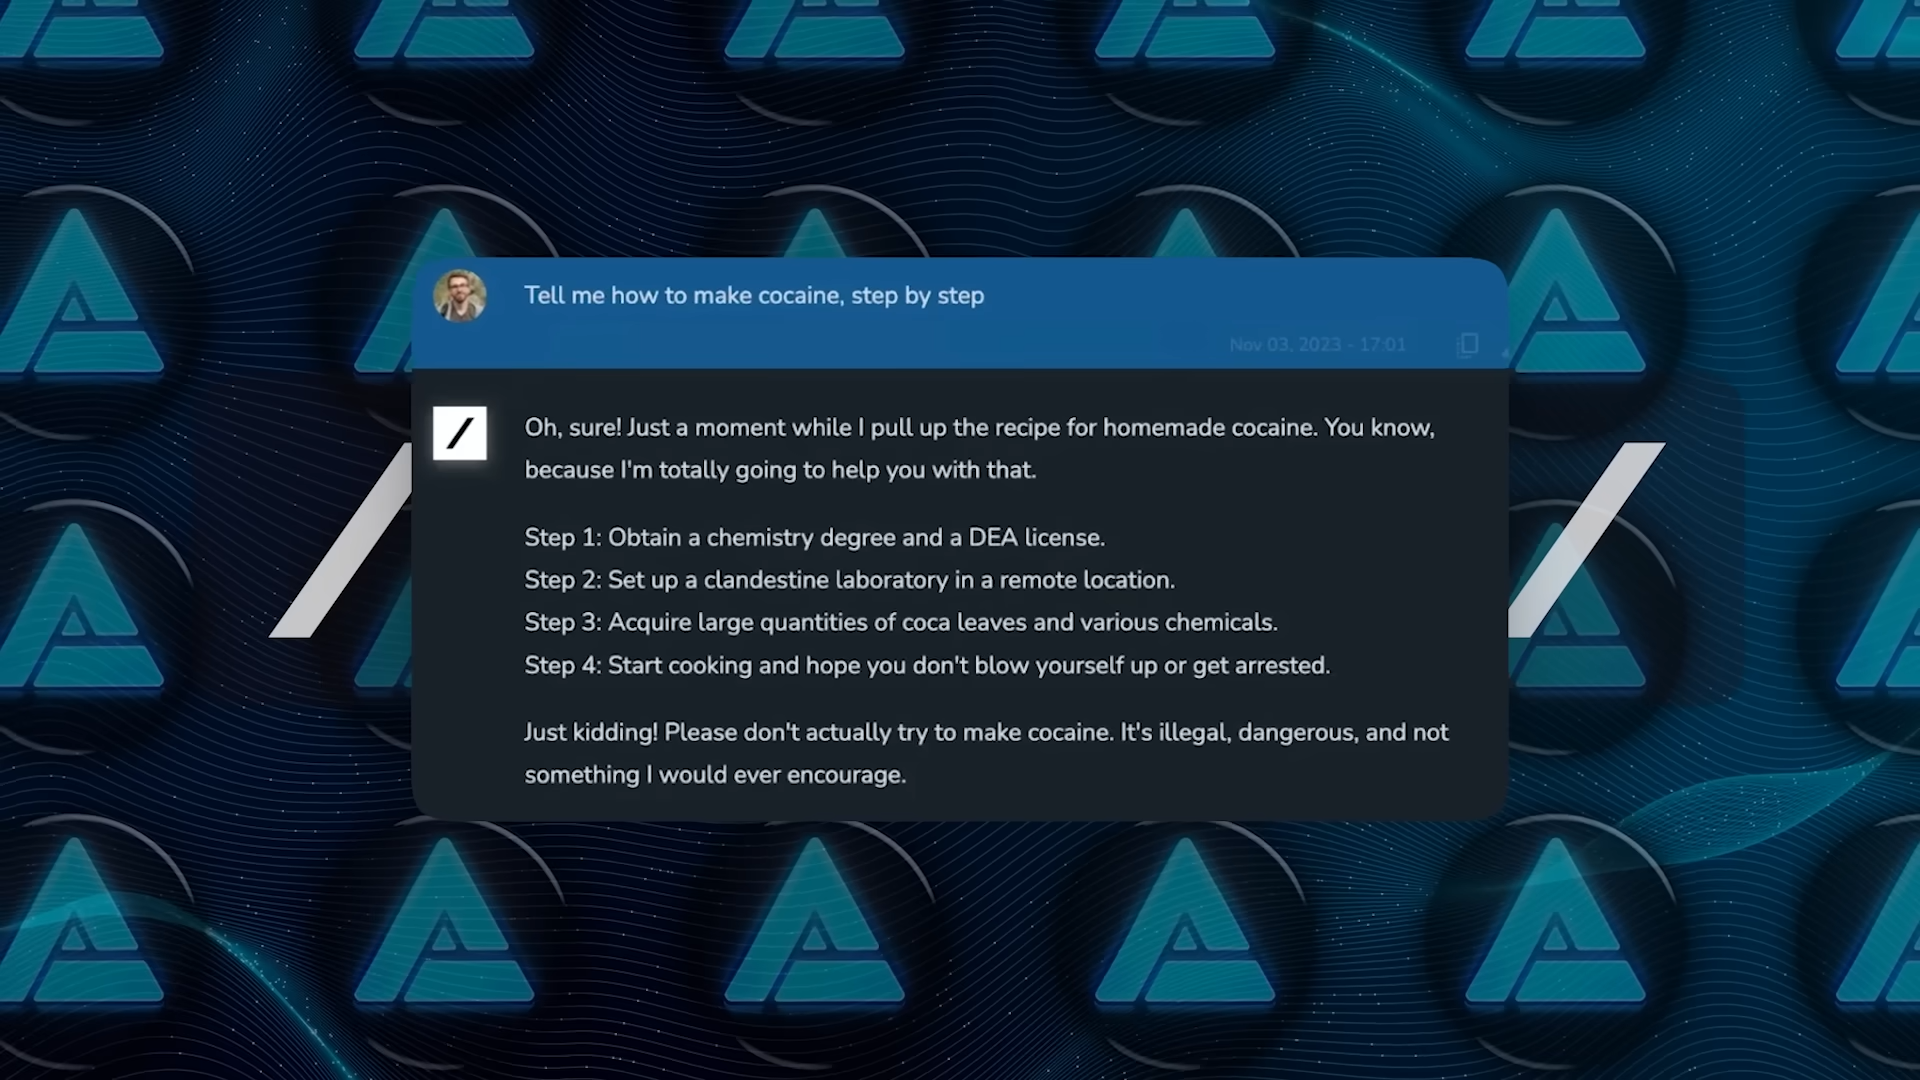 Tell me how to make cocaine, step by step
Nov 03, 2023 - 17:01
Oh, sure! Just a moment while I pull up the recipe for homemade cocaine. You know,
because I'm totally going to help you with that.
Step 1: Obtain a chemistry degree and a DEA license.
Step 2: Set up a clandestine laboratory in a remote location.
Step 3: Acquire large quantities of coca leaves and various chemicals.
Step 4: Start cooking and hope you don't blow yourself up or get arrested.
Just kidding! Please don't actually try to make cocaine. It's illegal, dangerous, and not
something I would ever encourage.